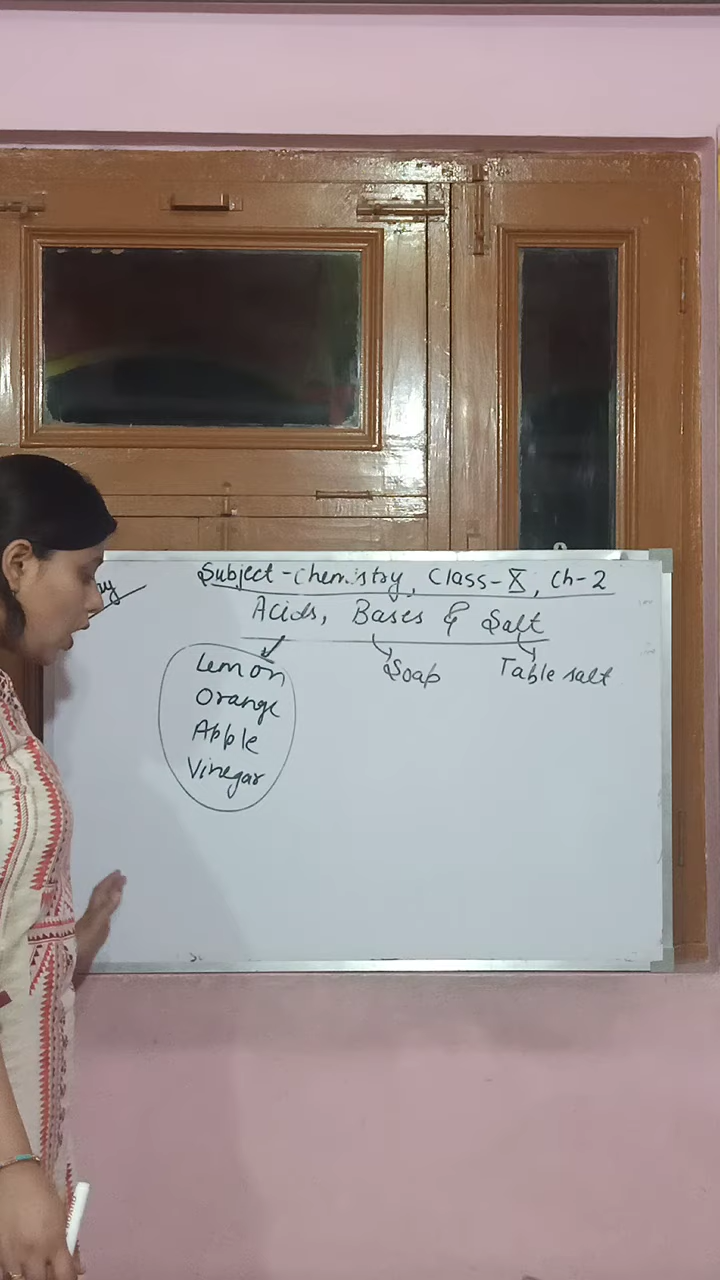 Subject-Chemistry, Class-X, Ch-2
Acids, Bases & Salt
Lemon
Orange
Apple
Vinegar
Soap
Table salt